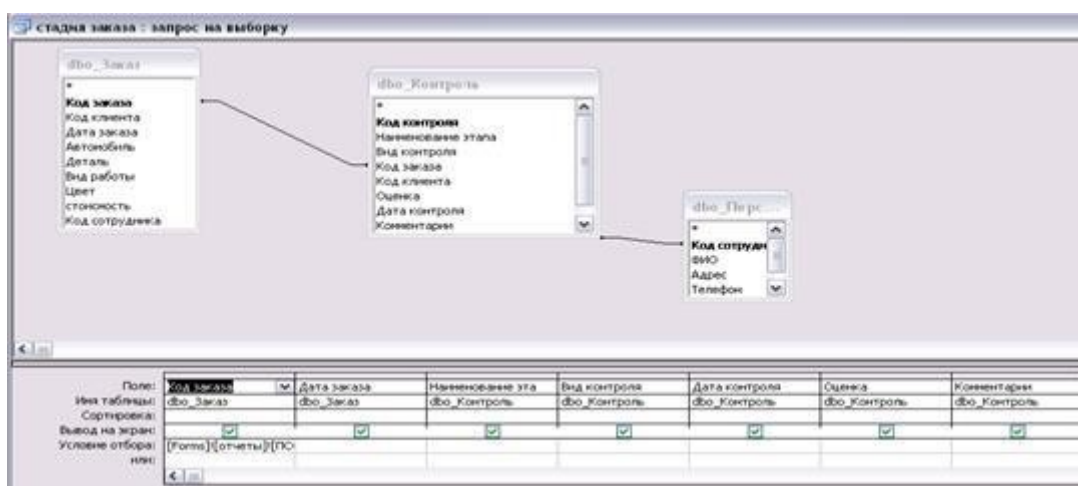 стадия заказа : запрос на выборку
dbo_Заказ
*
Код заказа
Код клиента
Дата заказа
Автомобиль
Деталь
Вид работы
Цвет
стоимость
Код сотрудника
dbo_Контроль
*
Код контроля
Наименование этапа
Вид контроля
Код заказа
Код клиента
Оценка
Дата контроля
Комментарии
dbo_Перс...
*
Код сотрудн
ФИО
Адрес
Телефон
Поле: Код заказа Дата заказа Наименование эта Вид контроля Дата контроля Оценка Комментарии
Имя таблицы: dbo_Заказ dbo_Заказ dbo_Контроль dbo_Контроль dbo_Контроль dbo_Контроль dbo_Контроль
Сортировка:
Вывод на экран:
Условие отбора: [Forms]![отчеты]![ПО
или: